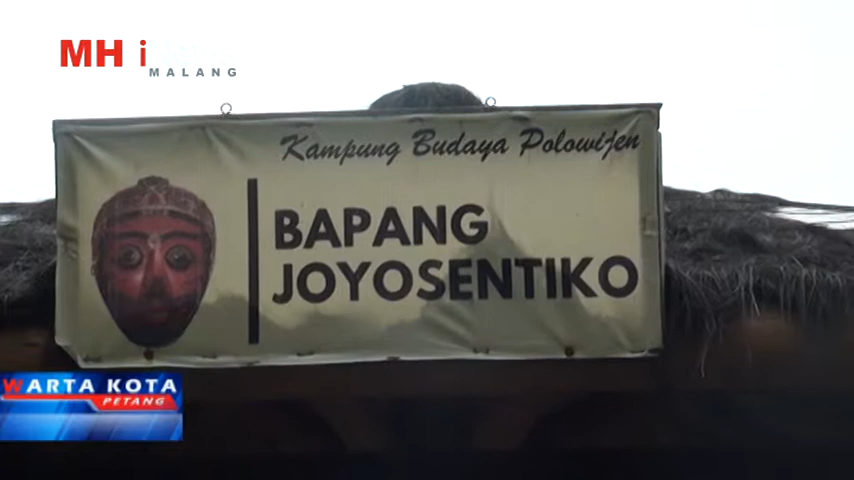 MH i
MALANG
Kampung Budaya Polowijen
BAPANG
JOYOSENTIKO
WARTA KOTA
PETANG